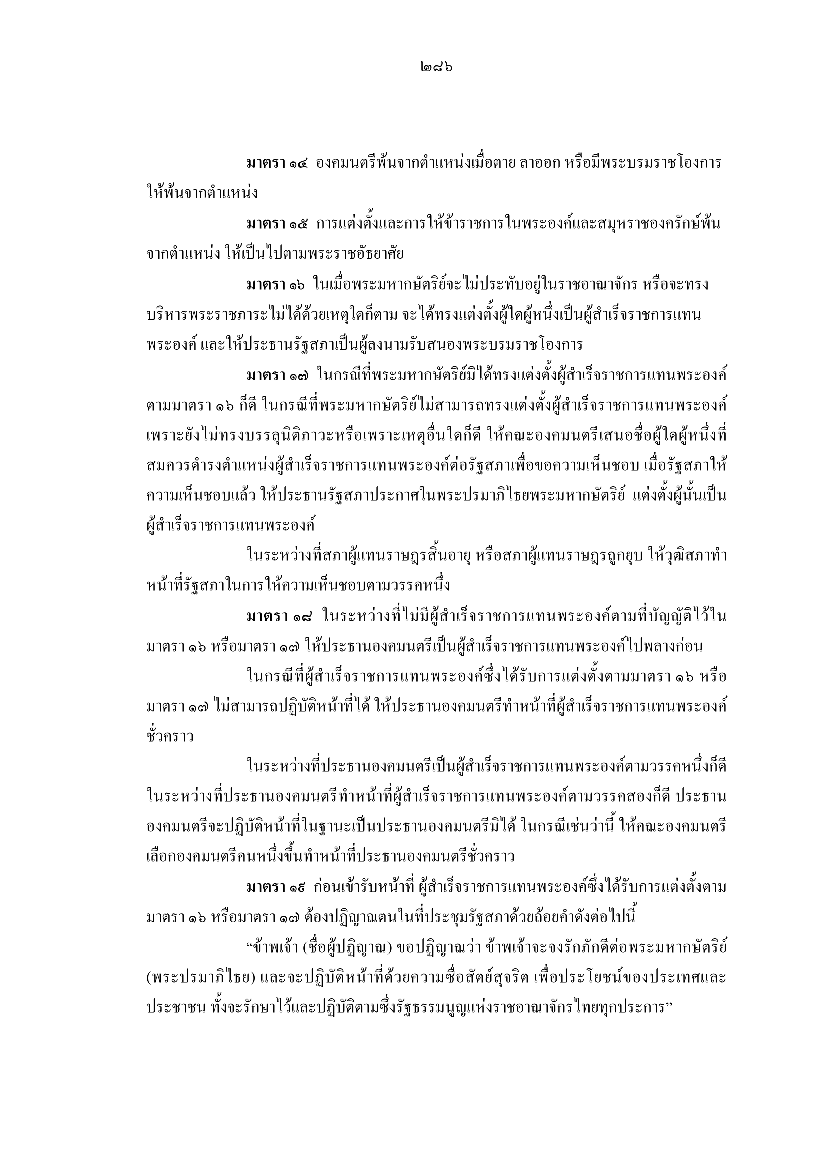 ๒๘๖
มาตรา ๑๔ องคมนตรีพ้นจากตำแหน่งเมื่อตาย ลาออก หรือมีพระบรมราชโองการ
ให้พ้นจากตำแหน่ง
มาตรา ๑๕ การแต่งตั้งและการให้ข้าราชการในพระองค์และสมุหราชองครักษ์พ้น
จากตำแหน่ง ให้เป็นไปตามพระราชอัธยาศัย
มาตรา ๑๖ ในเมื่อพระมหากษัตริย์จะไม่ประทับอยู่ในราชอาณาจักร หรือจะทรง
บริหารพระราชภาระไม่ได้ด้วยเหตุใดก็ตาม จะได้ทรงแต่งตั้งผู้ใดผู้หนึ่งเป็นผู้สำเร็จราชการแทน
พระองค์ และให้ประธานรัฐสภาเป็นผู้ลงนามรับสนองพระบรมราชโองการ
มาตรา ๑๗ ในกรณีที่พระมหากษัตริย์มิได้ทรงแต่งตั้งผู้สำเร็จราชการแทนพระองค์
ตามมาตรา ๑๖ ก็ดี ในกรณีที่พระมหากษัตริย์ไม่สามารถทรงแต่งตั้งผู้สำเร็จราชการแทนพระองค์
เพราะยังไม่ทรงบรรลุนิติภาวะหรือเพราะเหตุอื่นใดก็ดี ให้คณะองคมนตรีเสนอชื่อผู้ใดผู้หนึ่งที่
สมควรดำรงตำแหน่งผู้สำเร็จราชการแทนพระองค์ต่อรัฐสภาเพื่อขอความเห็นชอบ เมื่อรัฐสภาให้
ความเห็นชอบแล้ว ให้ประธานรัฐสภาประกาศในพระปรมาภิไธยพระมหากษัตริย์ แต่งตั้งผู้นั้นเป็น
ผู้สำเร็จราชการแทนพระองค์
ในระหว่างที่สภาผู้แทนราษฎรสิ้นอายุ หรือสภาผู้แทนราษฎรถูกยุบ ให้วุฒิสภาทำ
หน้าที่รัฐสภาในการให้ความเห็นชอบตามวรรคหนึ่ง
มาตรา ๑๘ ในระหว่างที่ไม่มีผู้สำเร็จราชการแทนพระองค์ตามที่บัญญัติไว้ใน
มาตรา ๑๖ หรือมาตรา ๑๗ ให้ประธานองคมนตรีเป็นผู้สำเร็จราชการแทนพระองค์ไปพลางก่อน
ในกรณีที่ผู้สำเร็จราชการแทนพระองค์ซึ่งได้รับการแต่งตั้งตามมาตรา ๑๖ หรือ
มาตรา ๑๗ ไม่สามารถปฏิบัติหน้าที่ได้ ให้ประธานองคมนตรีทำหน้าที่ผู้สำเร็จราชการแทนพระองค์
ชั่วคราว
ในระหว่างที่ประธานองคมนตรีเป็นผู้สำเร็จราชการแทนพระองค์ตามวรรคหนึ่งก็ดี
ในระหว่างที่ประธานองคมนตรีทำหน้าที่ผู้สำเร็จราชการแทนพระองค์ตามวรรคสองก็ดี ประธาน
องคมนตรีจะปฏิบัติหน้าที่ในฐานะเป็นประธานองคมนตรีมิได้ ในกรณีเช่นว่านี้ ให้คณะองคมนตรี
เลือกองคมนตรีคนหนึ่งขึ้นทำหน้าที่ประธานองคมนตรีชั่วคราว
มาตรา ๑๙ ก่อนเข้ารับหน้าที่ ผู้สำเร็จราชการแทนพระองค์ซึ่งได้รับการแต่งตั้งตาม
มาตรา ๑๖ หรือมาตรา ๑๗ ต้องปฏิญาณตนในที่ประชุมรัฐสภาด้วยถ้อยคำดังต่อไปนี้
“ข้าพเจ้า (ชื่อผู้ปฏิญาณ) ขอปฏิญาณว่า ข้าพเจ้าจะจงรักภักดีต่อพระมหากษัตริย์
(พระปรมาภิไธย) และจะปฏิบัติหน้าที่ด้วยความซื่อสัตย์สุจริต เพื่อประโยชน์ของประเทศและ
ประชาชน ทั้งจะรักษาไว้และปฏิบัติตามซึ่งรัฐธรรมนูญแห่งราชอาณาจักรไทยทุกประการ”